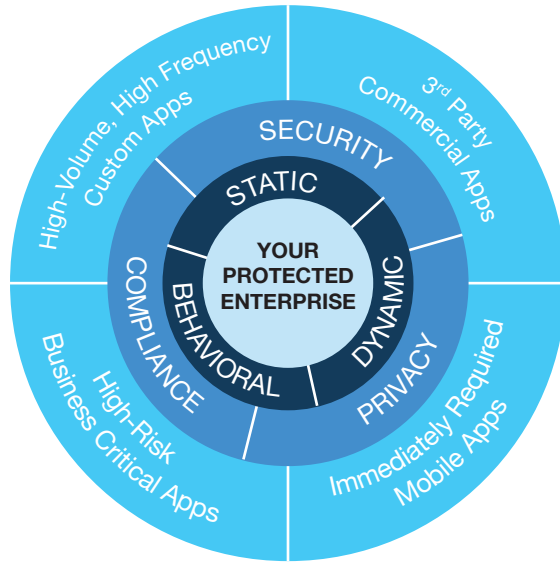 High-Volume, High Frequency
Custom Apps
3rd Party
Commercial Apps
SECURITY
STATIC
YOUR
PROTECTED
ENTERPRISE
DYNAMIC
BEHAVIORAL
COMPLIANCE
PRIVACY
High-Risk
Business Critical Apps
Immediately Required
Mobile Apps